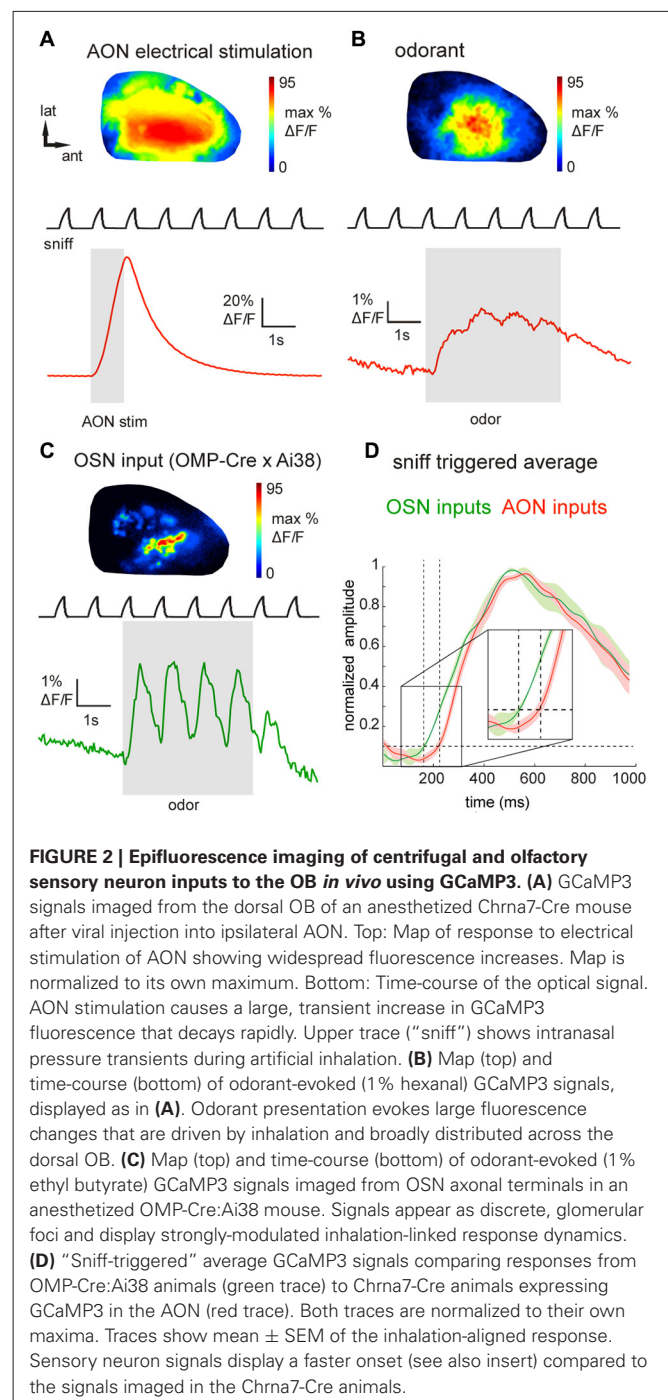 A
AON electrical stimulation
95
max %
ΔF/F
0
lat
ant
sniff
20%
ΔF/F
1s
AON stim
B
odorant
95
max %
ΔF/F
0
1%
ΔF/F
1s
odor
C
OSN input (OMP-Cre x Ai38)
95
max %
ΔF/F
0
1%
ΔF/F
1s
odor
D
sniff triggered average
OSN inputs AON inputs
normalized amplitude
1
0.8
0.6
0.4
0.2
200 400 600 800 1000
time (ms)
FIGURE 2 | Epifluorescence imaging of centrifugal and olfactory
sensory neuron inputs to the OB in vivo using GCaMP3. (A) GCaMP3
signals imaged from the dorsal OB of an anesthetized Chrna7-Cre mouse
after viral injection into ipsilateral AON. Top: Map of response to electrical
stimulation of AON showing widespread fluorescence increases. Map is
normalized to its own maximum. Bottom: Time-course of the optical signal.
AON stimulation causes a large, transient increase in GCaMP3
fluorescence that decays rapidly. Upper trace (“sniff”) shows intranasal
pressure transients during artificial inhalation. (B) Map (top) and
time-course (bottom) of odorant-evoked (1% hexanal) GCaMP3 signals,
displayed as in (A). Odorant presentation evokes large fluorescence
changes that are driven by inhalation and broadly distributed across the
dorsal OB. (C) Map (top) and time-course (bottom) of odorant-evoked (1%
ethyl butyrate) GCaMP3 signals imaged from OSN axonal terminals in an
anesthetized OMP-Cre:Ai38 mouse. Signals appear as discrete, glomerular
foci and display strongly-modulated inhalation-linked response dynamics.
(D) “Sniff-triggered” average GCaMP3 signals comparing responses from
OMP-Cre:Ai38 animals (green trace) to Chrna7-Cre animals expressing
GCaMP3 in the AON (red trace). Both traces are normalized to their own
maxima. Traces show mean ± SEM of the inhalation-aligned response.
Sensory neuron signals display a faster onset (see also insert) compared to
the signals imaged in the Chrna7-Cre animals.